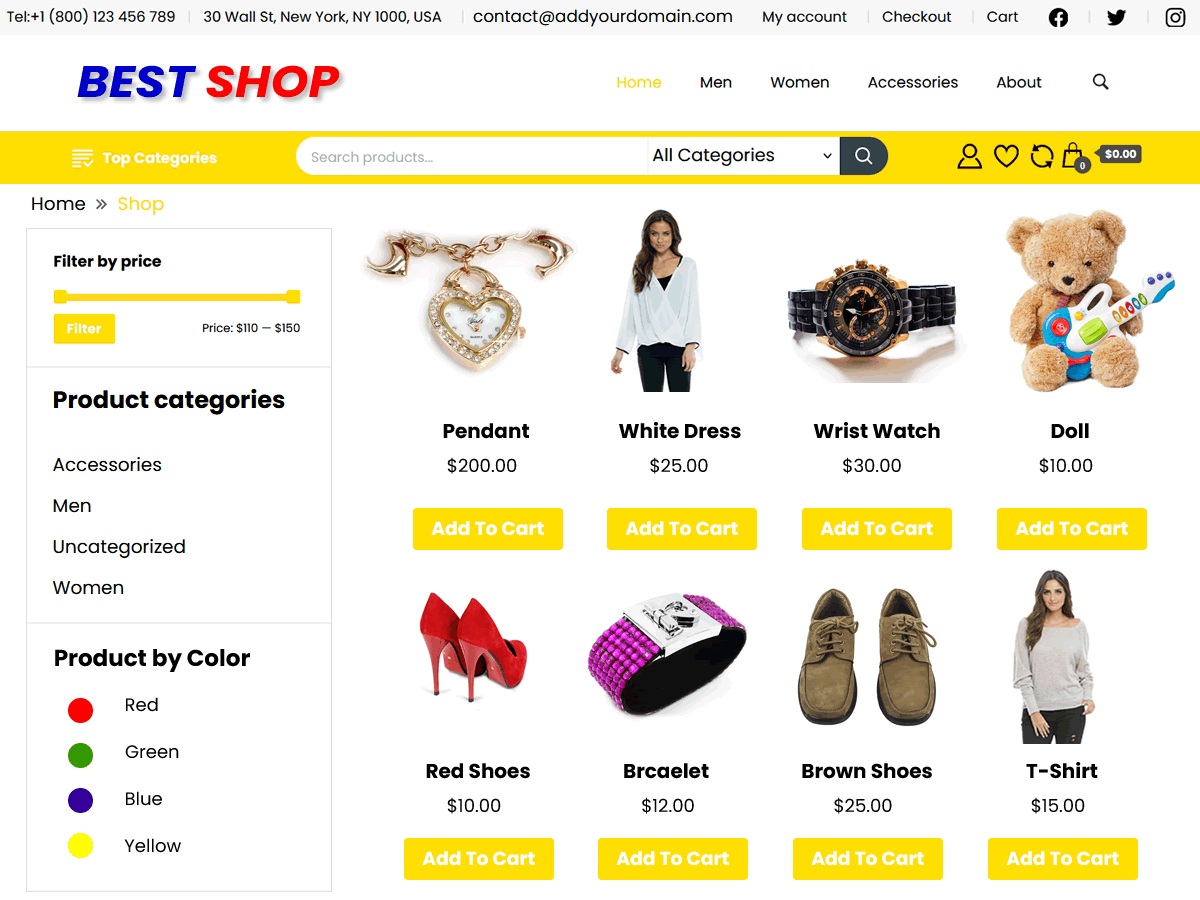 Tel:+1 (800) 123 456 789 30 Wall St, New York, NY 1000, USA contact@addyourdomain.com My account Checkout Cart
BEST SHOP
Home Men Women Accessories About
Top Categories Search products... All Categories 0 $0.00
Home » Shop
Filter by price
Filter Price: $110 — $150
Product categories
Accessories
Men
Uncategorized
Women
Product by Color
Red
Green
Blue
Yellow
Pendant White Dress Wrist Watch Doll
$200.00 $25.00 $30.00 $10.00
Add To Cart Add To Cart Add To Cart Add To Cart
Red Shoes Brcaelet Brown Shoes T-Shirt
$10.00 $12.00 $25.00 $15.00
Add To Cart Add To Cart Add To Cart Add To Cart